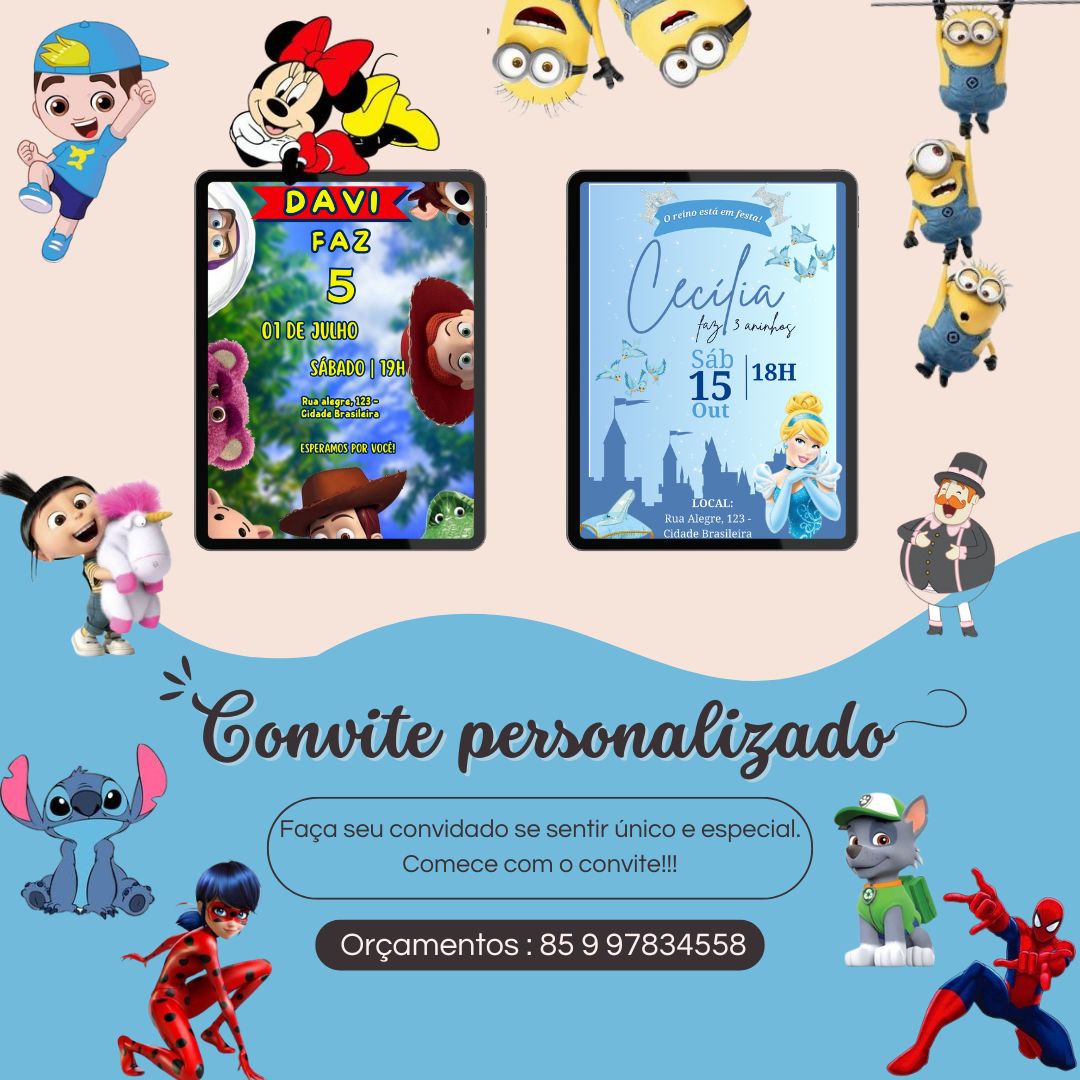 DAVI
FAZ
5
01 DE JULHO
SÁBADO | 19H
Rua alegre, 123 -
Cidade Brasileira
ESPERAMOS POR VOCÊ!
O reino está em festa!
Cecília
faz 3 aninhos
Sáb
15
Out
18H
LOCAL:
Rua Alegre, 123 -
Cidade Brasileira
Convite personalizado
Faça seu convidado se sentir único e especial.
Comece com o convite!!!
Orçamentos : 85 9 97834558